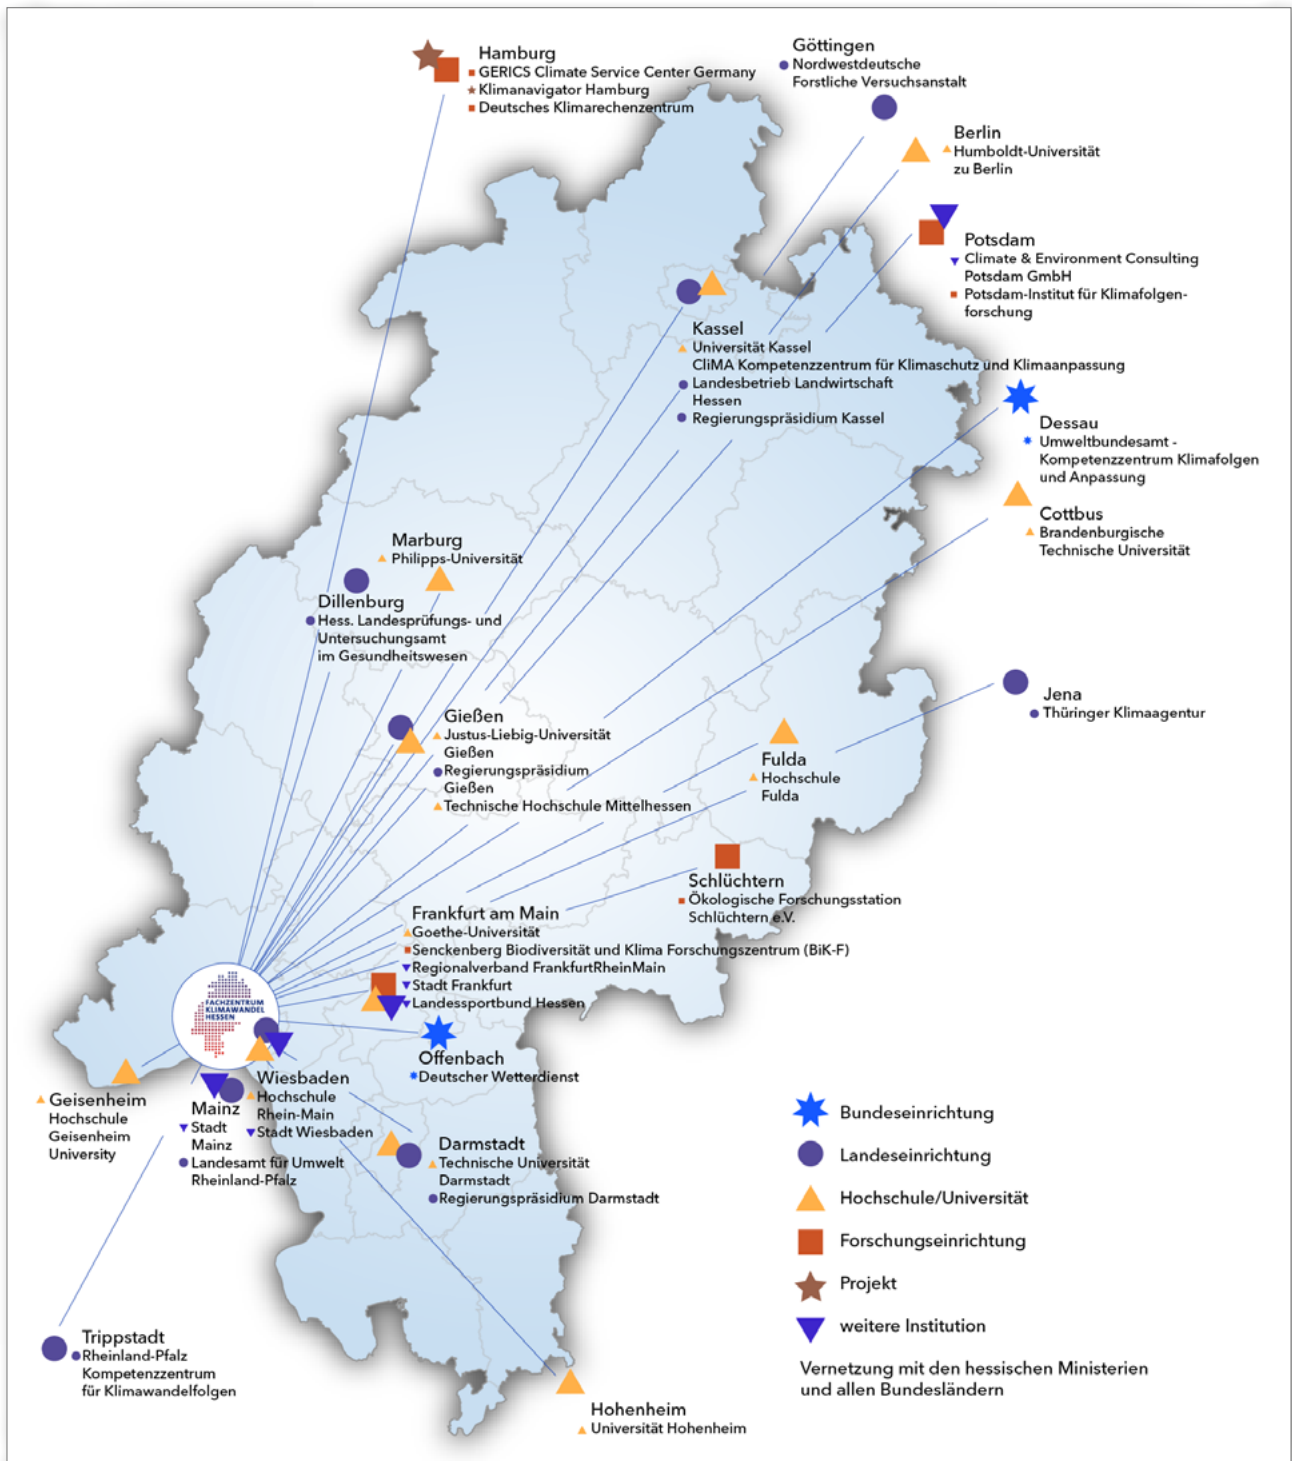 Hamburg
GERICS Climate Service Center Germany
Klimanavigator Hamburg
Deutsches Klimarechenzentrum
Göttingen
Nordwestdeutsche
Forstliche Versuchsanstalt
Berlin
Humboldt-Universität
zu Berlin
Potsdam
Climate & Environment Consulting
Potsdam GmbH
Potsdam-Institut für Klimafolgen-
forschung
Kassel
Universität Kassel
CliMA Kompetenzzentrum für Klimaschutz und Klimaanpassung
Landesbetrieb Landwirtschaft
Hessen
Regierungspräsidium Kassel
Dessau
Umweltbundesamt -
Kompetenzzentrum Klimafolgen
und Anpassung
Cottbus
Brandenburgische
Technische Universität
Marburg
Philipps-Universität
Dillenburg
Hess. Landesprüfungs- und
Untersuchungsamt
im Gesundheitswesen
Jena
Thüringer Klimaagentur
Gießen
Justus-Liebig-Universität
Gießen
Regierungspräsidium
Gießen
Technische Hochschule Mittelhessen
Fulda
Hochschule
Fulda
Schlüchtern
Ökologische Forschungsstation
Schlüchtern e.V.
Frankfurt am Main
Goethe-Universität
Senckenberg Biodiversität und Klima Forschungszentrum (BiK-F)
Regionalverband FrankfurtRheinMain
Stadt Frankfurt
Landessportbund Hessen
FACHZENTRUM
KLIMAWANDEL
HESSEN
Offenbach
Deutscher Wetterdienst
Geisenheim
Hochschule
Geisenheim
University
Wiesbaden
Hochschule
Rhein-Main
Stadt Wiesbaden
Mainz
Stadt
Mainz
Landesamt für Umwelt
Rheinland-Pfalz
Darmstadt
Technische Universität
Darmstadt
Regierungspräsidium Darmstadt
Trippstadt
Rheinland-Pfalz
Kompetenzzentrum
für Klimawandelfolgen
Hohenheim
Universität Hohenheim
Bundeseinrichtung
Landeseinrichtung
Hochschule/Universität
Forschungseinrichtung
Projekt
weitere Institution
Vernetzung mit den hessischen Ministerien
und allen Bundesländern